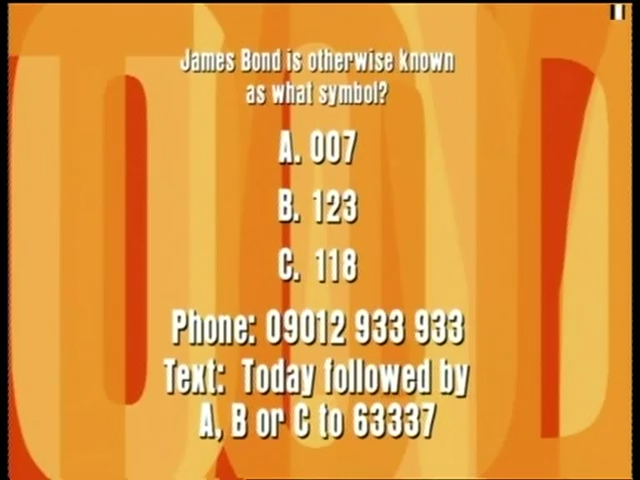 James Bond is otherwise known
as what symbol?
A. 007
B. 123
C. 118
Phone: 09012 933 933
Text: Today followed by
A, B or C to 63337